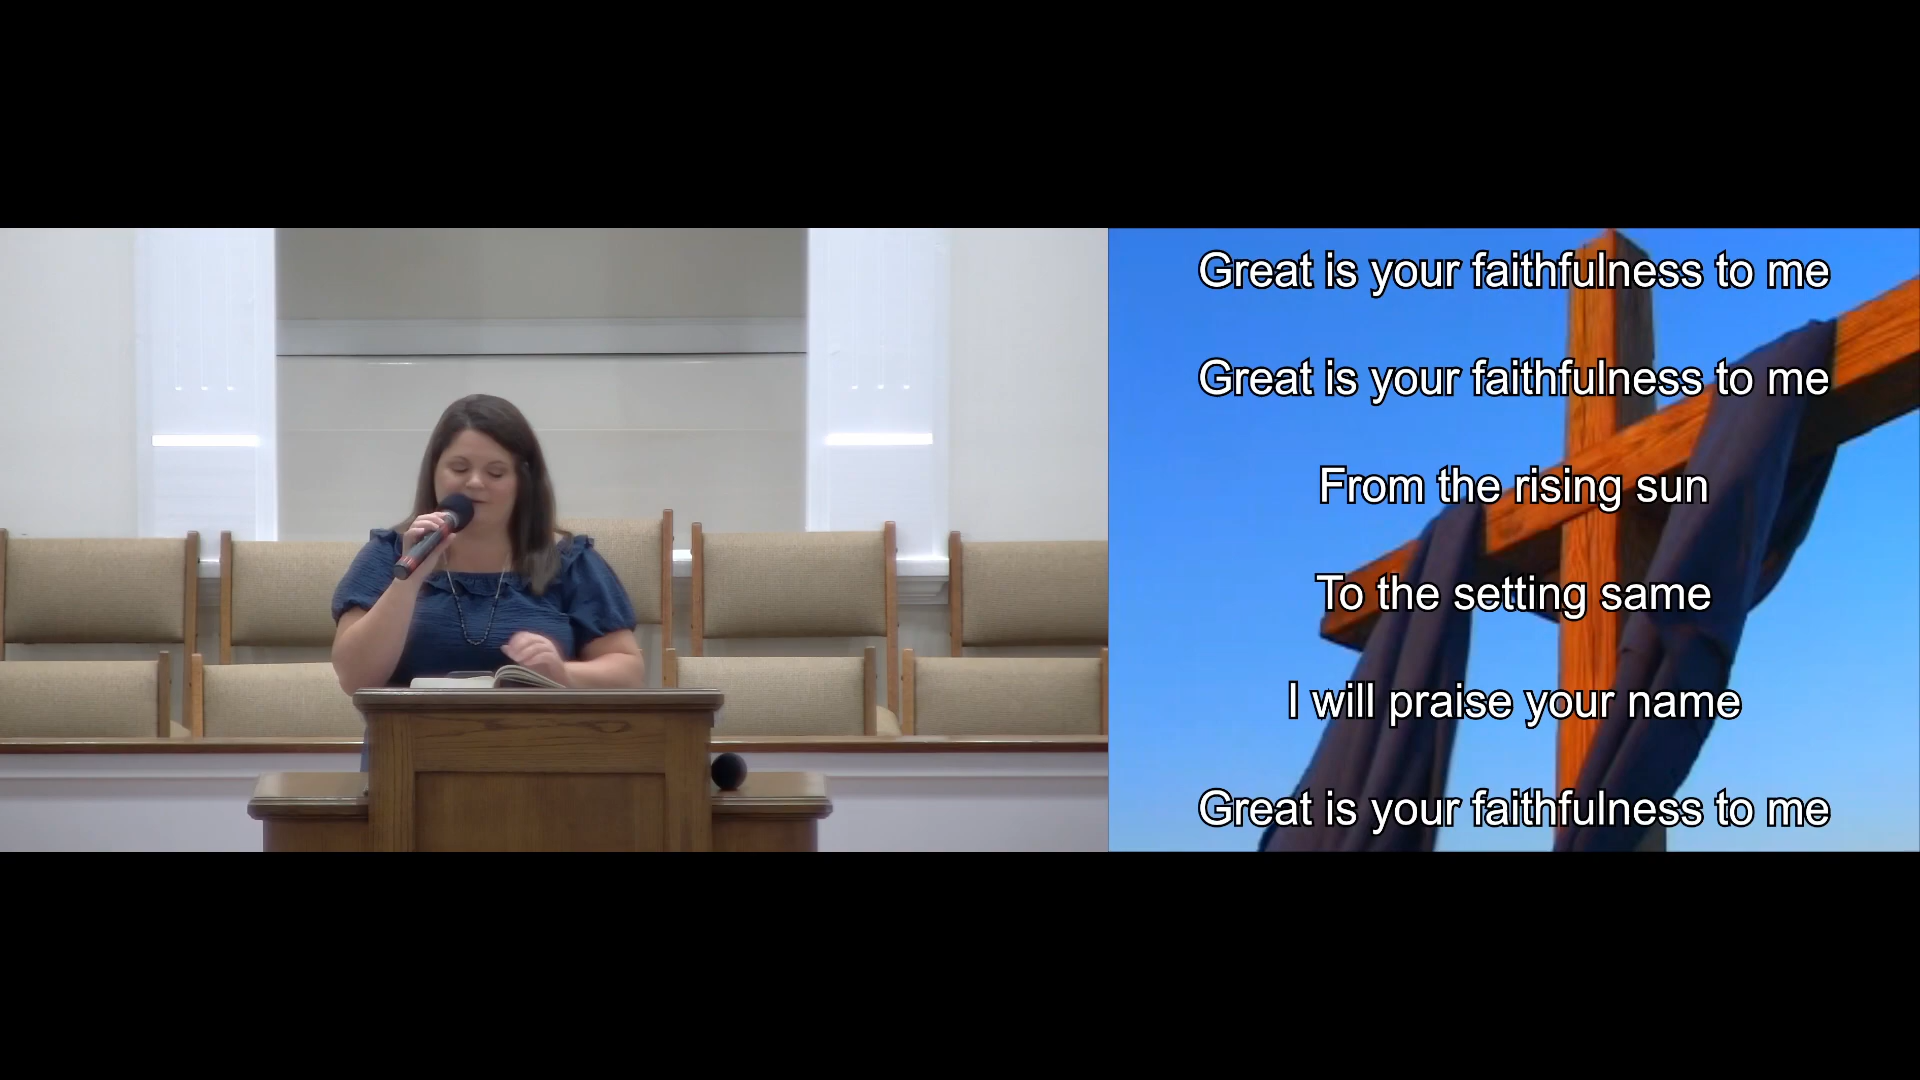 Great is your faithfulness to me
Great is your faithfulness to me
From the rising sun
To the setting same
I will praise your name
Great is your faithfulness to me